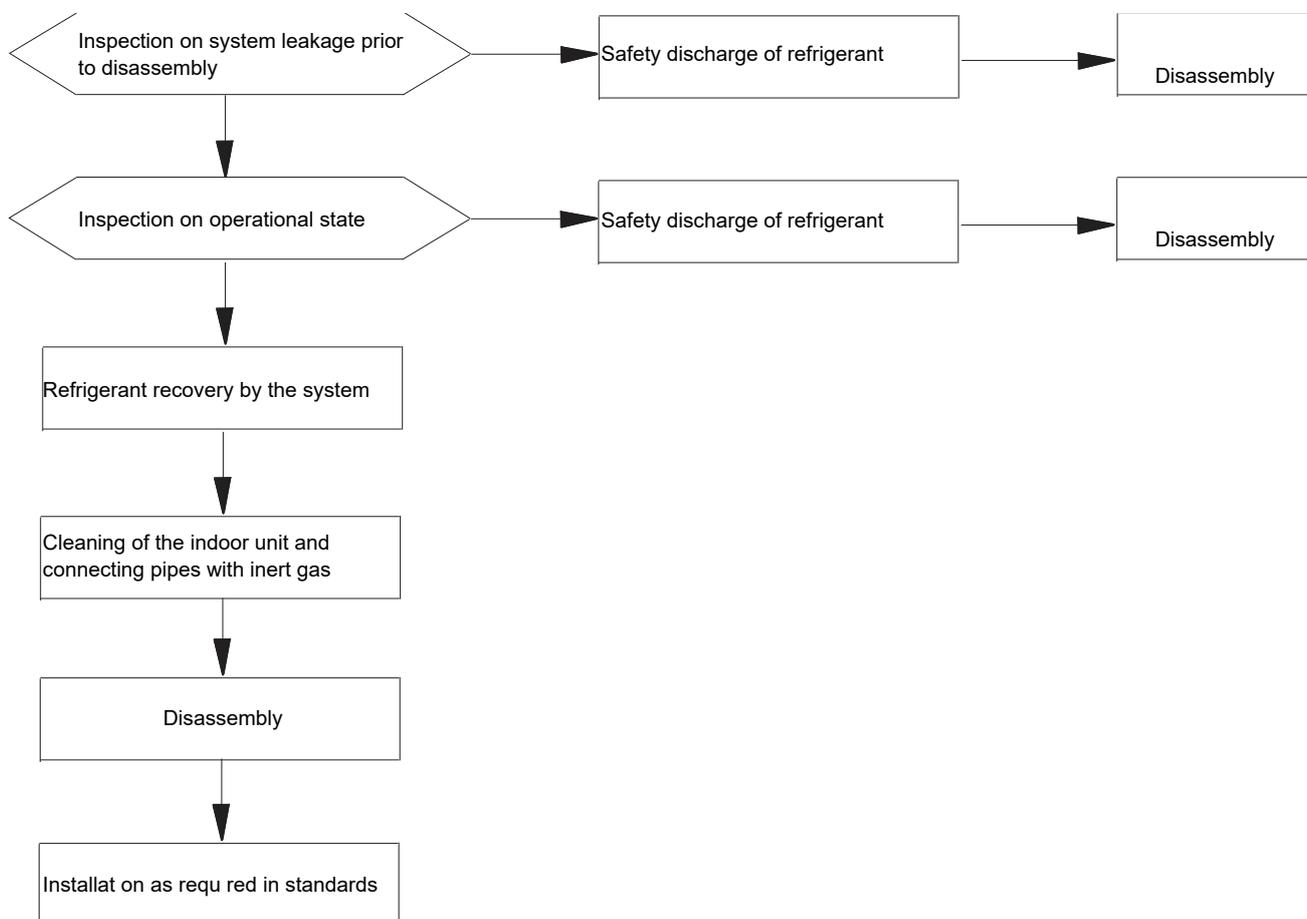 Inspection on system leakage prior
to disassembly
Safety discharge of refrigerant
Disassembly
Inspection on operational state
Safety discharge of refrigerant
Disassembly
Refrigerant recovery by the system
Cleaning of the indoor unit and
connecting pipes with inert gas
Disassembly
Installat on as requ red in standards